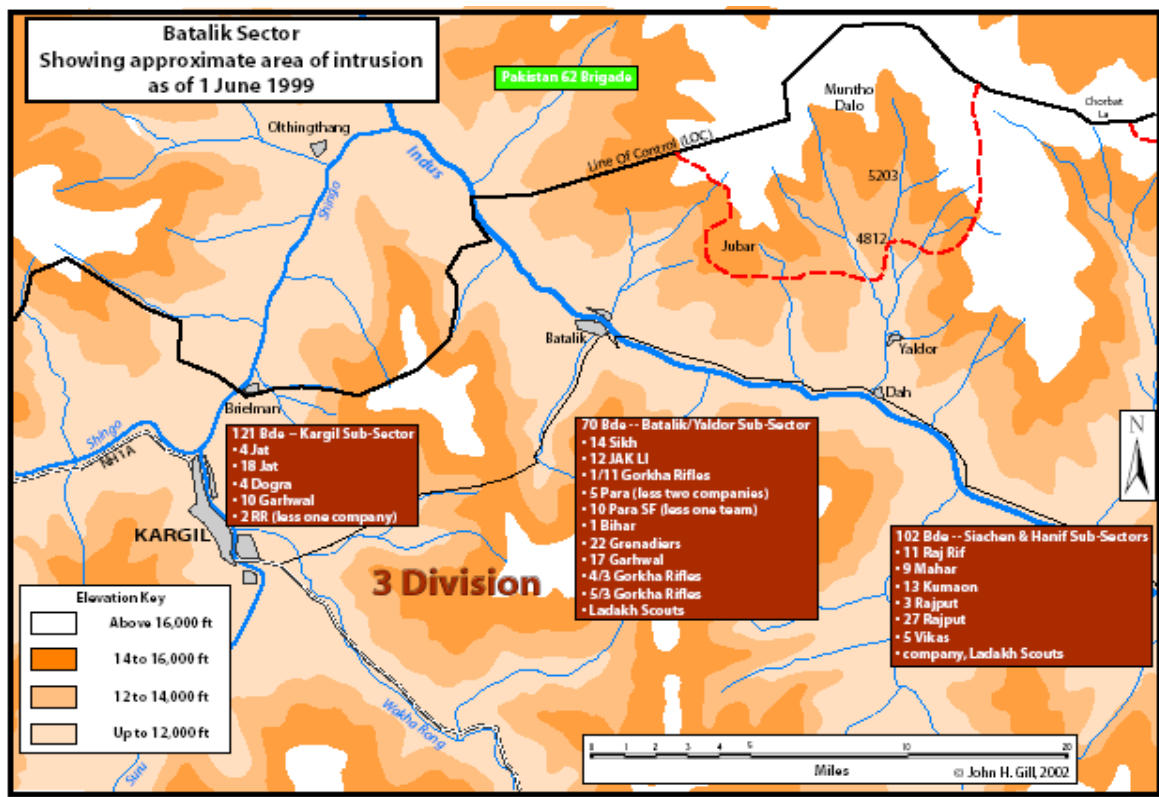 Batalik Sector
Showing approximate area of intrusion
as of 1 June 1999
Pakistan 62 Brigade
Olthingthang
Indus
Shingo
Line Of Control (LOC)
Muntho
Dalo
Chorbat
La
5203
4812
Jubar
Batalik
Yaldor
Dah
Brielman
Shingo
NH1A
KARGIL
121 Bde -- Kargil Sub-Sector
• 4 Jat
• 18 Jat
• 4 Dogra
• 10 Garhwal
• 2 RR (less one company)
70 Bde -- Batalik/Yaldor Sub-Sector
• 14 Sikh
• 12 JAK LI
• 1/11 Gorkha Rifles
• 5 Para (less two companies)
• 10 Para SF (less one team)
• 1 Bihar
• 22 Grenadiers
• 17 Garhwal
• 4/3 Gorkha Rifles
• 5/3 Gorkha Rifles
• Ladakh Scouts
N
102 Bde -- Siachen & Hanif Sub-Sectors
• 11 Raj Rif
• 9 Mahar
• 13 Kumaon
• 3 Rajput
• 27 Rajput
• 5 Vikas
• company, Ladakh Scouts
3 Division
Elevation Key
Above 16,000 ft
14 to 16,000 ft
12 to 14,000 ft
Up to 12,000 ft
Suru
Wakha Rong
0 1 2 3 4 5 10 20
Miles
© John H. Gill, 2002